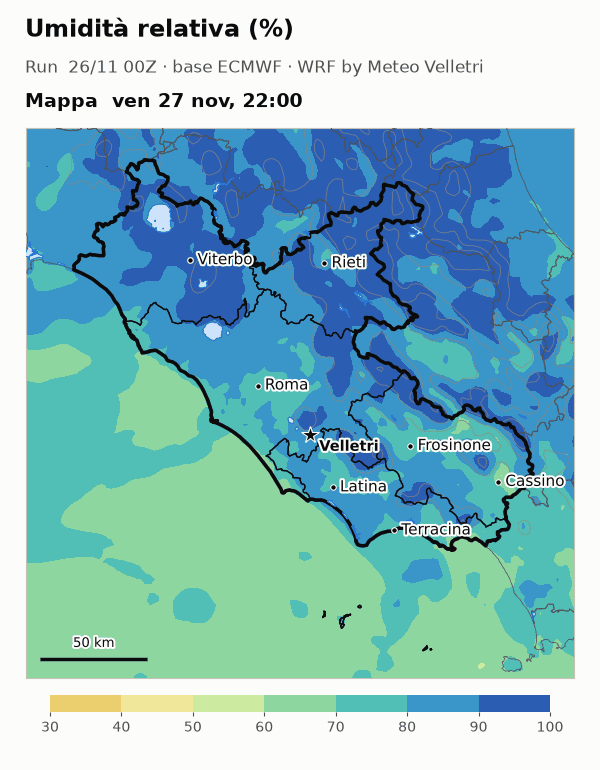 Umidità relativa (%)
Run  26/11 00Z · base ECMWF · WRF by Meteo Velletri
Mappa  ven 27 nov, 22:00
Viterbo
Rieti
Roma
Velletri
Frosinone
Latina
Cassino
Terracina
50 km
30 40 50 60 70 80 90 100